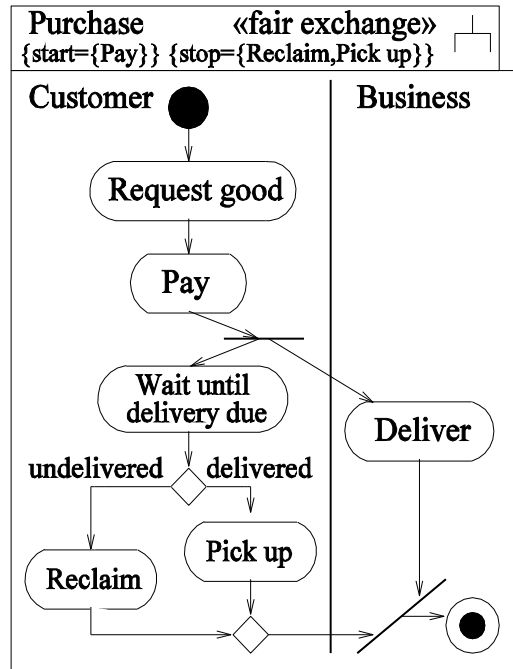 Purchase «fair exchange»
{start={Pay}} {stop={Reclaim,Pick up}}
Customer
Business
Request good
Pay
Wait until
delivery due
Deliver
undelivered
delivered
Pick up
Reclaim